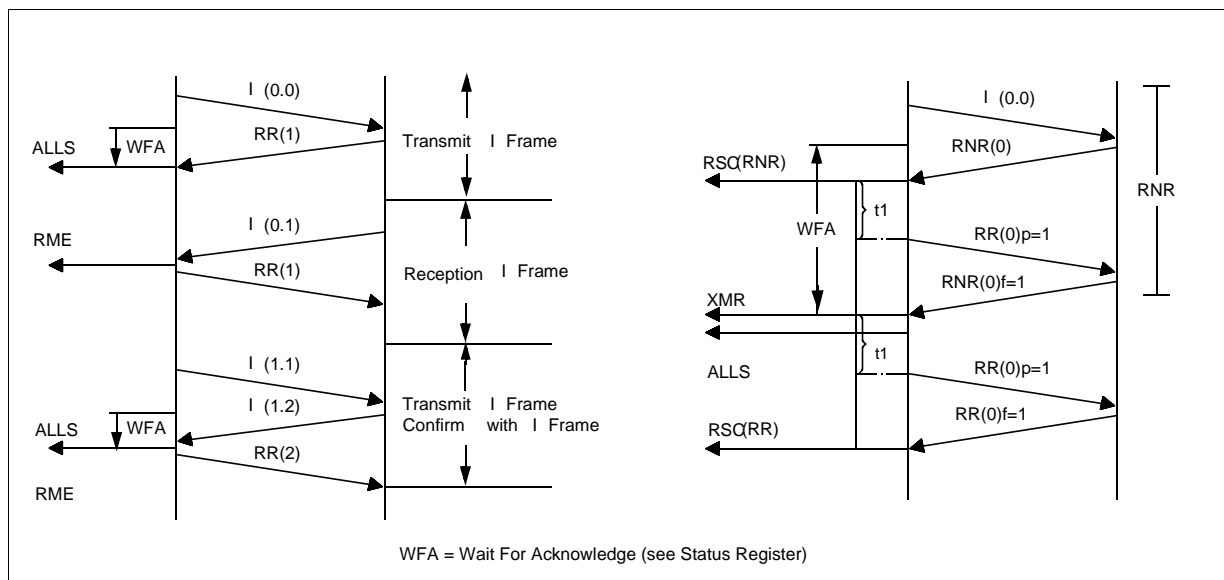 I (0.0)
RR(1)
WFA
ALLS
Transmit I Frame
I (0.1)
RME
RR(1)
Reception I Frame
I (1.1)
I (1.2)
WFA
ALLS
RR(2)
RME
Transmit I Frame
Confirm with I Frame
I (0.0)
RNR(0)
RSC(RNR)
RNR
t1
WFA
RR(0)p=1
RNR(0)f=1
XMR
t1
ALLS
RR(0)p=1
RR(0)f=1
RSC(RR)
WFA = Wait For Acknowledge (see Status Register)